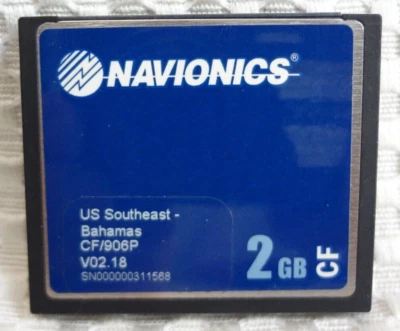 NAVIONICS®
US Southeast -
Bahamas
CF/906P
V02.18
SN000000311568
2 GB
CF